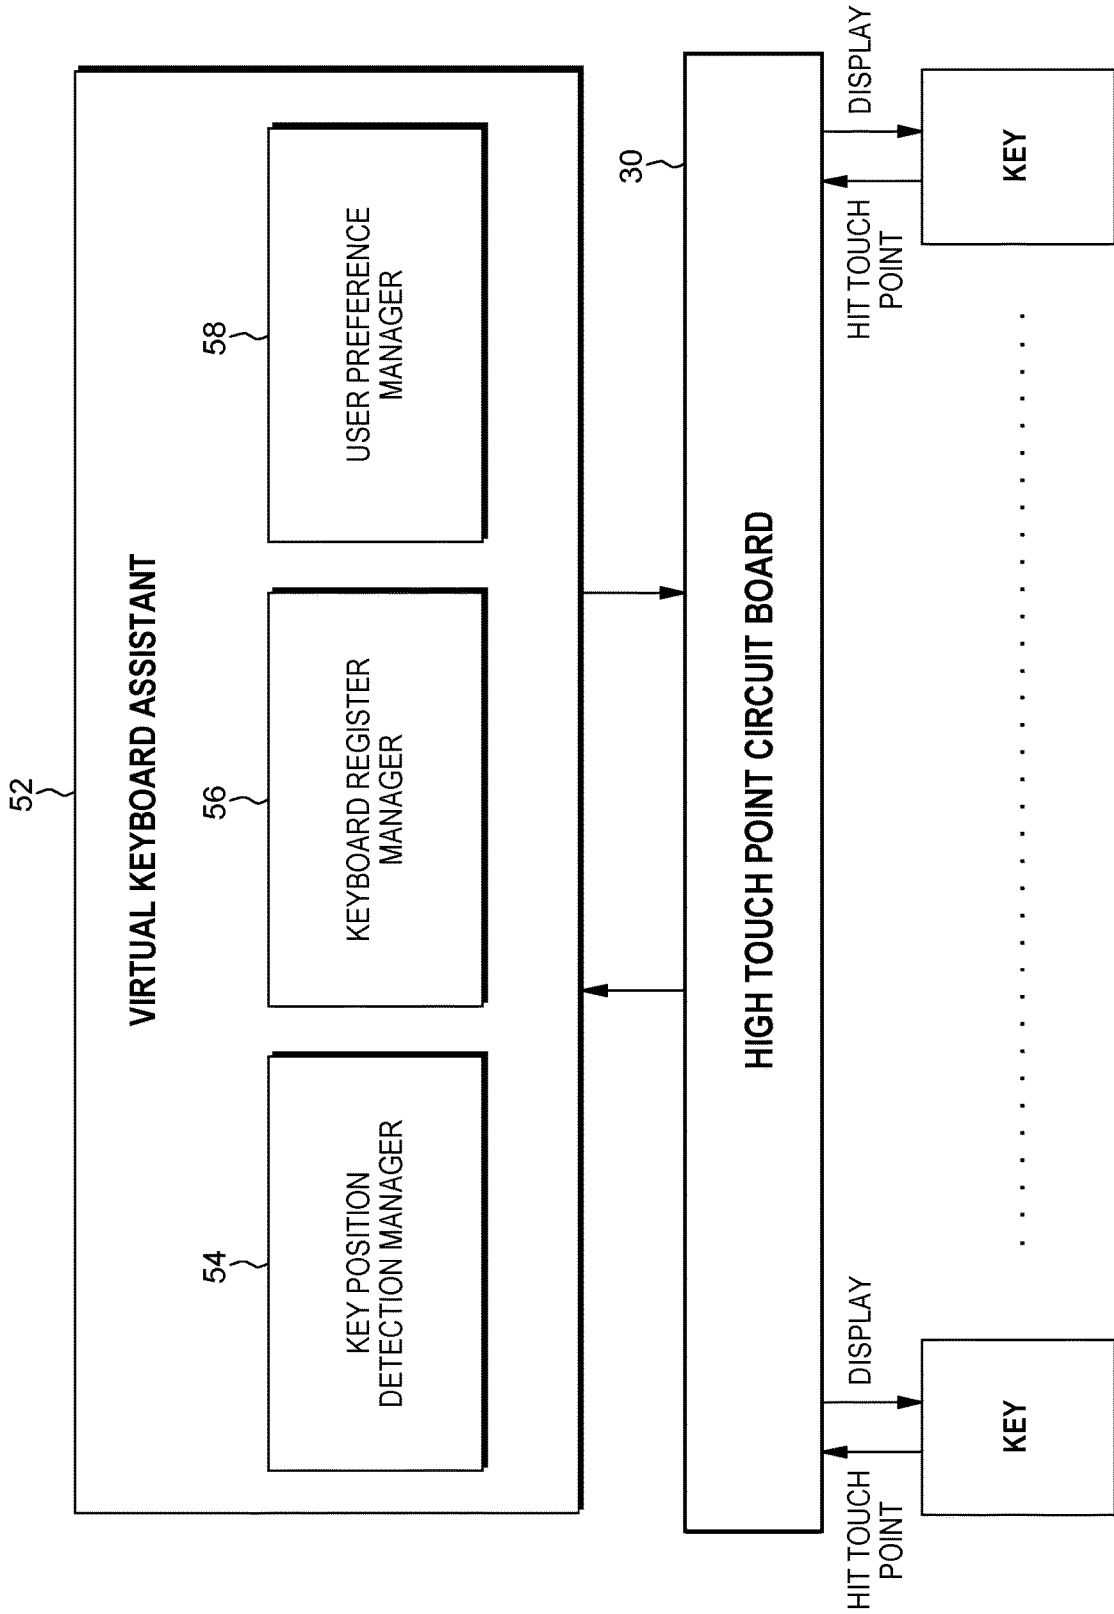 52
VIRTUAL KEYBOARD ASSISTANT
54
56
58
KEY POSITION
DETECTION MANAGER
KEYBOARD REGISTER
MANAGER
USER PREFERENCE
MANAGER
30
HIGH TOUCH POINT CIRCUIT BOARD
HIT TOUCH
POINT
DISPLAY
HIT TOUCH
POINT
DISPLAY
KEY
KEY